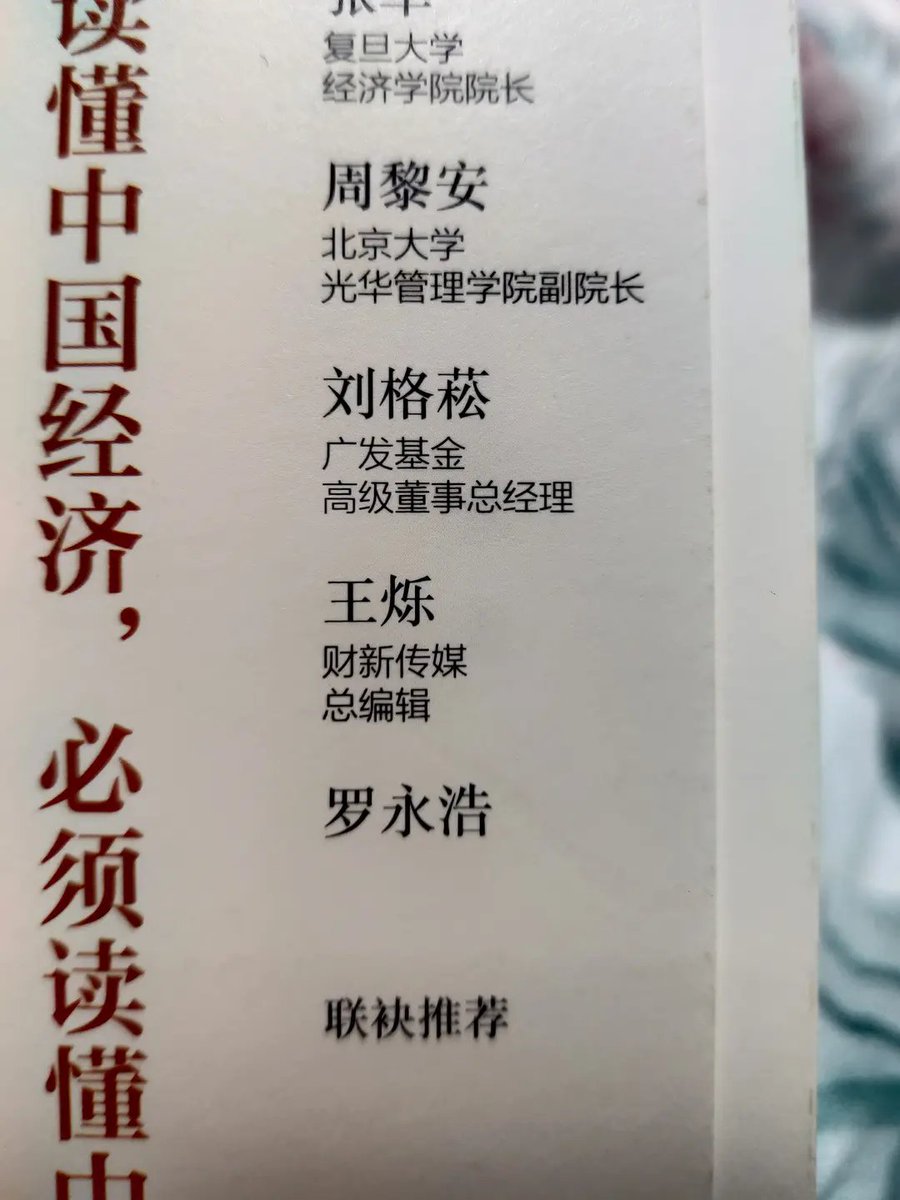 读懂中国经济，必须读懂中
复旦大学
经济学院院长
周黎安
北京大学
光华管理学院副院长
刘格菘
广发基金
高级董事总经理
王烁
财新传媒
总编辑
罗永浩
联袂推荐